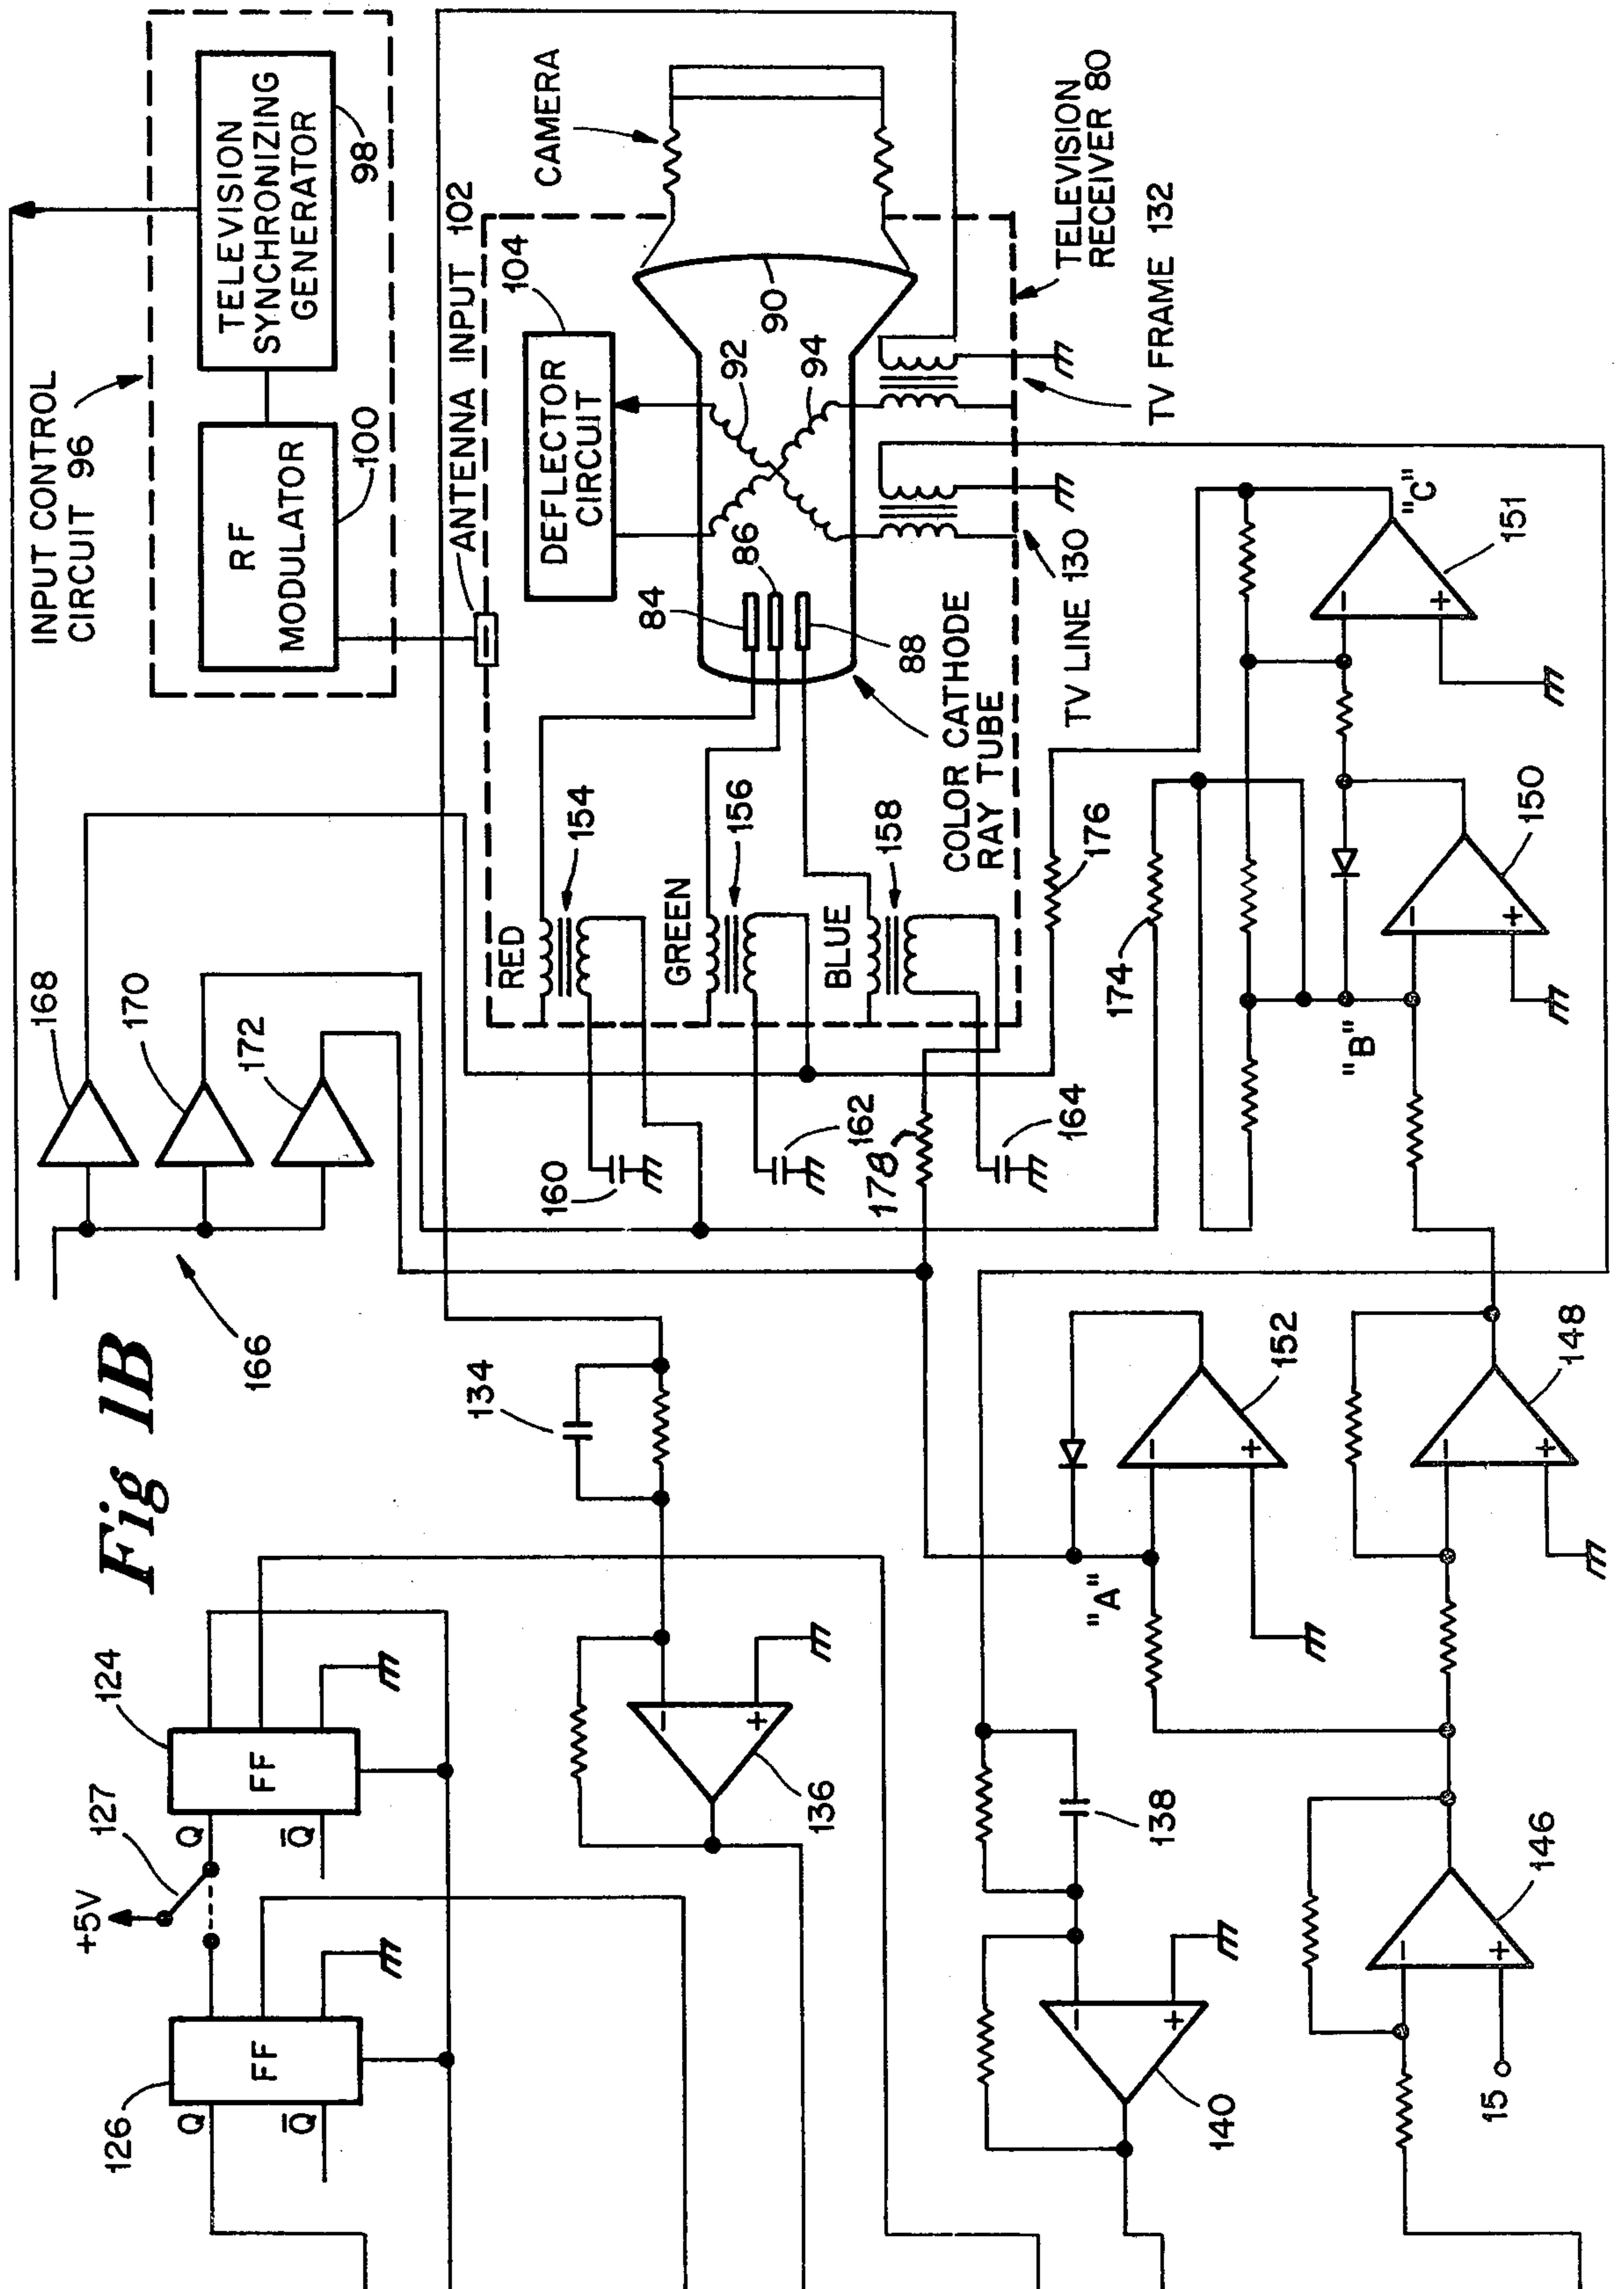 Fig 1B
INPUT CONTROL
CIRCUIT 96
TELEVISION
SYNCHRONIZING
GENERATOR
98
RF
MODULATOR
100
ANTENNA INPUT 102
104
DEFLECTOR
CIRCUIT
CAMERA
TELEVISION
RECEIVER 80
TV FRAME 132
TV LINE 130
90
92
94
84
86
88
COLOR CATHODE
RAY TUBE
RED
154
GREEN
156
BLUE
158
160
162
164
168
170
172
166
174
176
178
"C"
151
150
"B"
- +
- +
134
124
FF
Q
Q̅
127
+5V
126
FF
Q
Q̅
- +
136
138
- +
140
"A"
- +
152
- +
148
- +
146
15